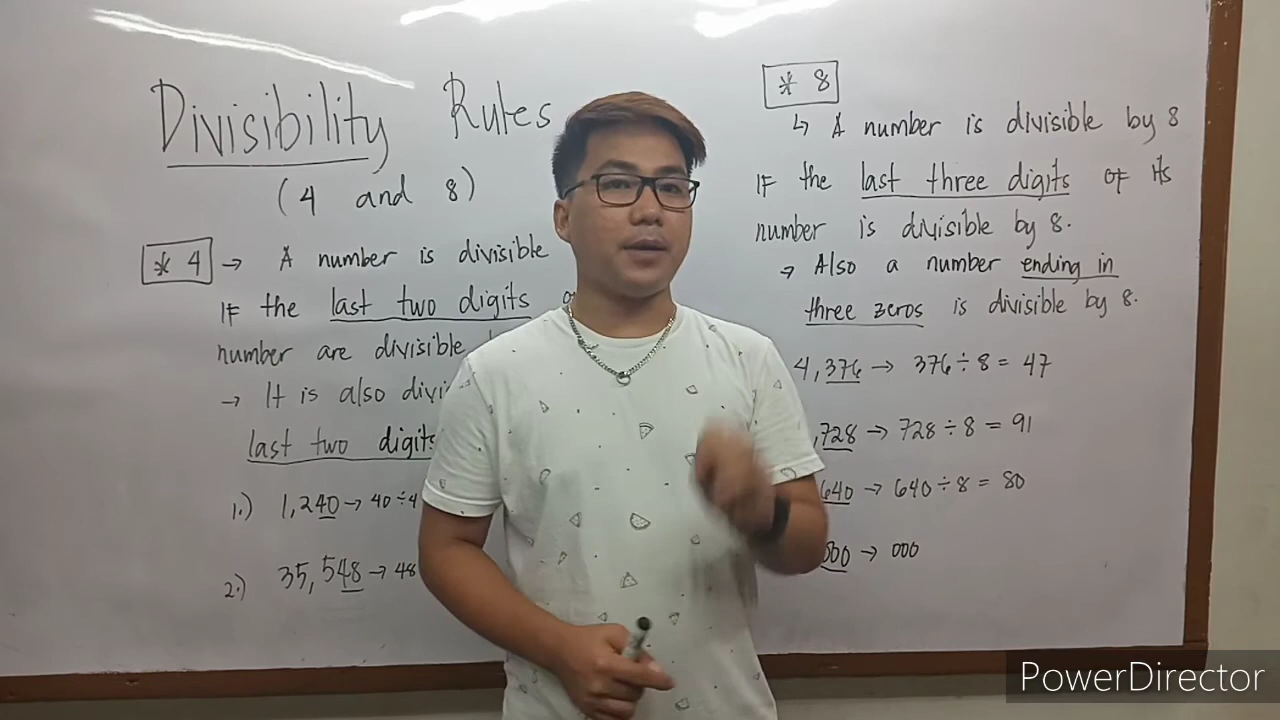 Divisibility Rules
(4 and 8)
* 4 → A number is divisible
IF the last two digits
number are divisible
→ It is also
last two digits
1.) 1,240 → 40 ÷ 4
2.) 35,548 → 48
* 8
↳ A number is divisible by 8
IF the last three digits of its
number is divisible by 8.
→ Also a number ending in
three zeros is divisible by 8.
4,376 → 376 ÷ 8 = 47
,728 → 728 ÷ 8 = 91
640 → 640 ÷ 8 = 80
000 → 000
PowerDirector